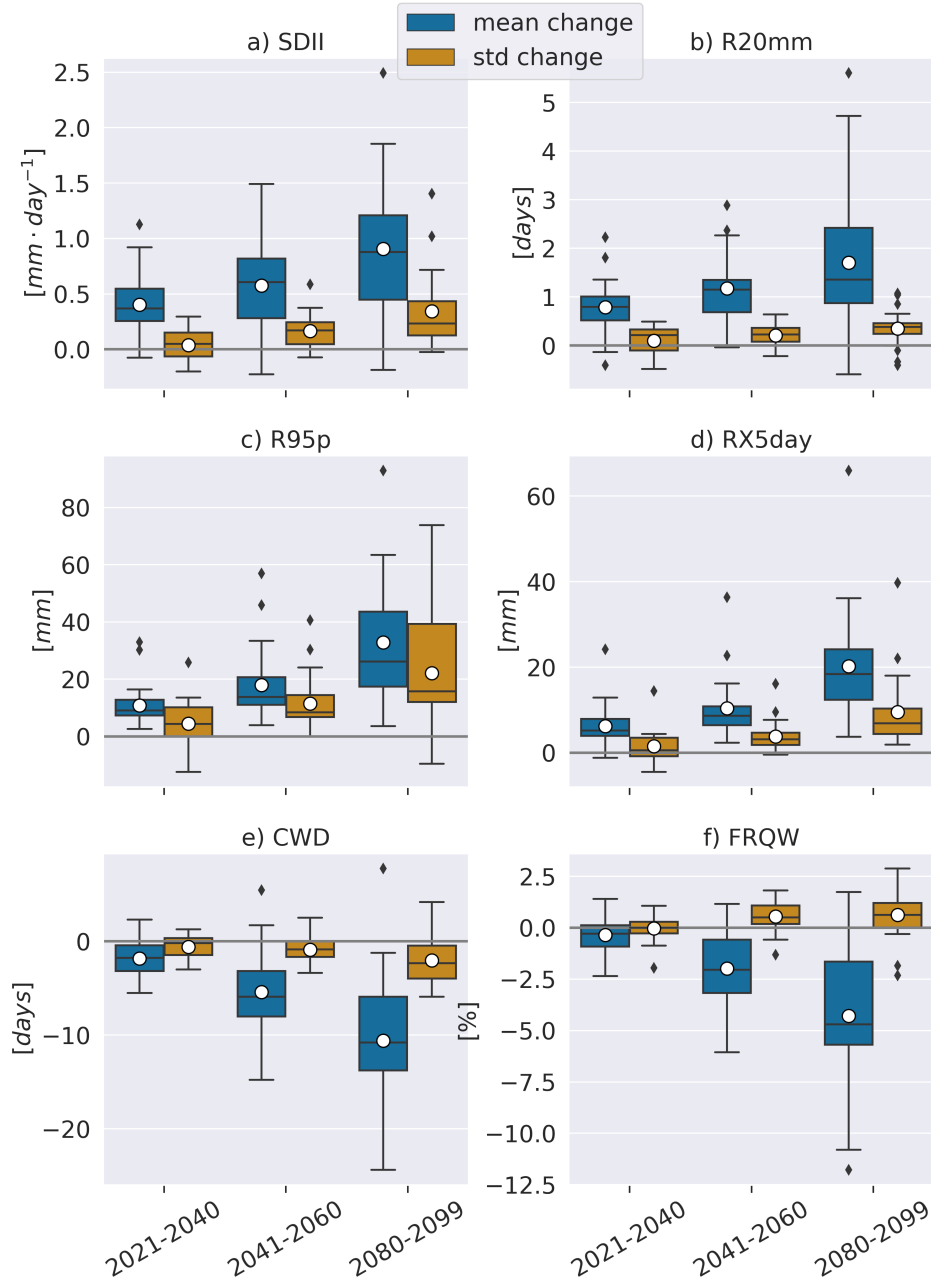 mean change
std change
a) SDII
b) R20mm
[mm · day⁻¹]
2.5
2.0
1.5
1.0
0.5
0.0
[days]
5
4
3
2
1
0
c) R95p
d) RX5day
[mm]
80
60
40
20
0
[mm]
60
40
20
0
e) CWD
f) FRQW
[days]
0
−10
−20
[%]
2.5
0.0
−2.5
−5.0
−7.5
−10.0
−12.5
2021-2040
2041-2060
2080-2099
2021-2040
2041-2060
2080-2099